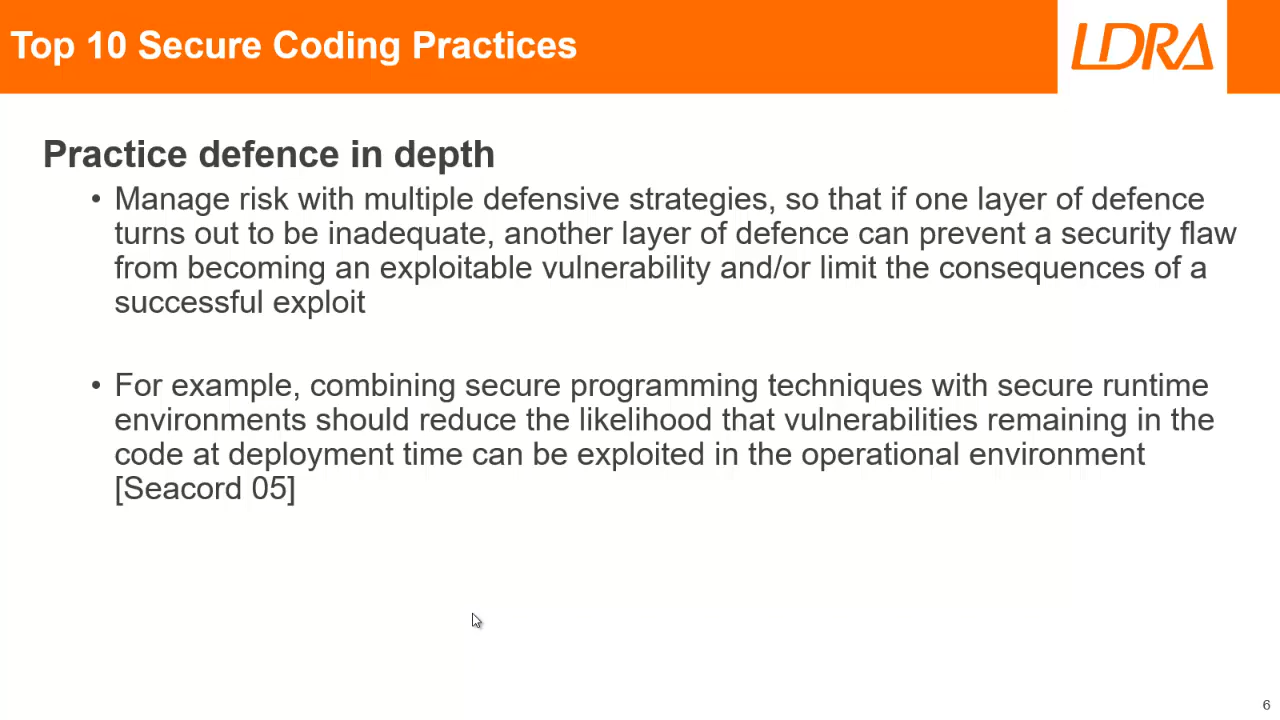 Top 10 Secure Coding Practices
LDRA
Practice defence in depth
• Manage risk with multiple defensive strategies, so that if one layer of defence
turns out to be inadequate, another layer of defence can prevent a security flaw
from becoming an exploitable vulnerability and/or limit the consequences of a
successful exploit
• For example, combining secure programming techniques with secure runtime
environments should reduce the likelihood that vulnerabilities remaining in the
code at deployment time can be exploited in the operational environment
[Seacord 05]
6